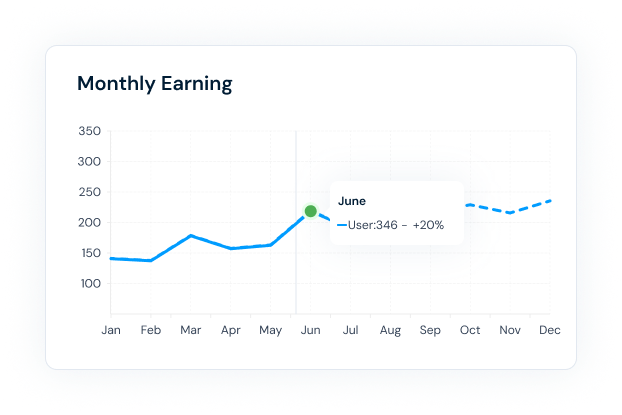 Monthly Earning
350
300
250
200
150
100
June
User:346 - +20%
Jan Feb Mar Apr May Jun Jul Aug Sep Oct Nov Dec